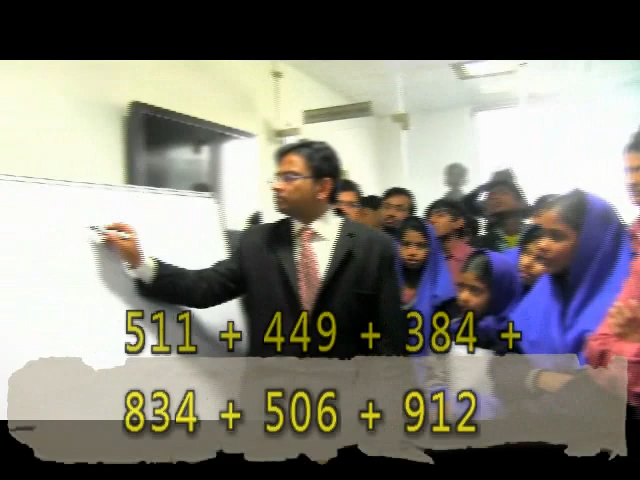 511 + 449 + 384 +
834 + 506 + 912